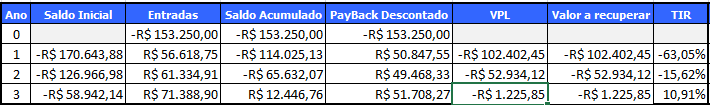 Ano Saldo Inicial Entradas Saldo Acumulado PayBack Descontado VPL Valor a recuperar TIR
0 -R$ 153.250,00 -R$ 153.250,00 -R$ 153.250,00
1 -R$ 170.643,88 R$ 56.618,75 -R$ 114.025,13 R$ 50.847,55 -R$ 102.402,45 -R$ 102.402,45 -63,05%
2 -R$ 126.966,98 R$ 61.334,91 -R$ 65.632,07 R$ 49.468,33 -R$ 52.934,12 -R$ 52.934,12 -15,62%
3 -R$ 58.942,14 R$ 71.388,90 R$ 12.446,76 R$ 51.708,27 -R$ 1.225,85 -R$ 1.225,85 10,91%